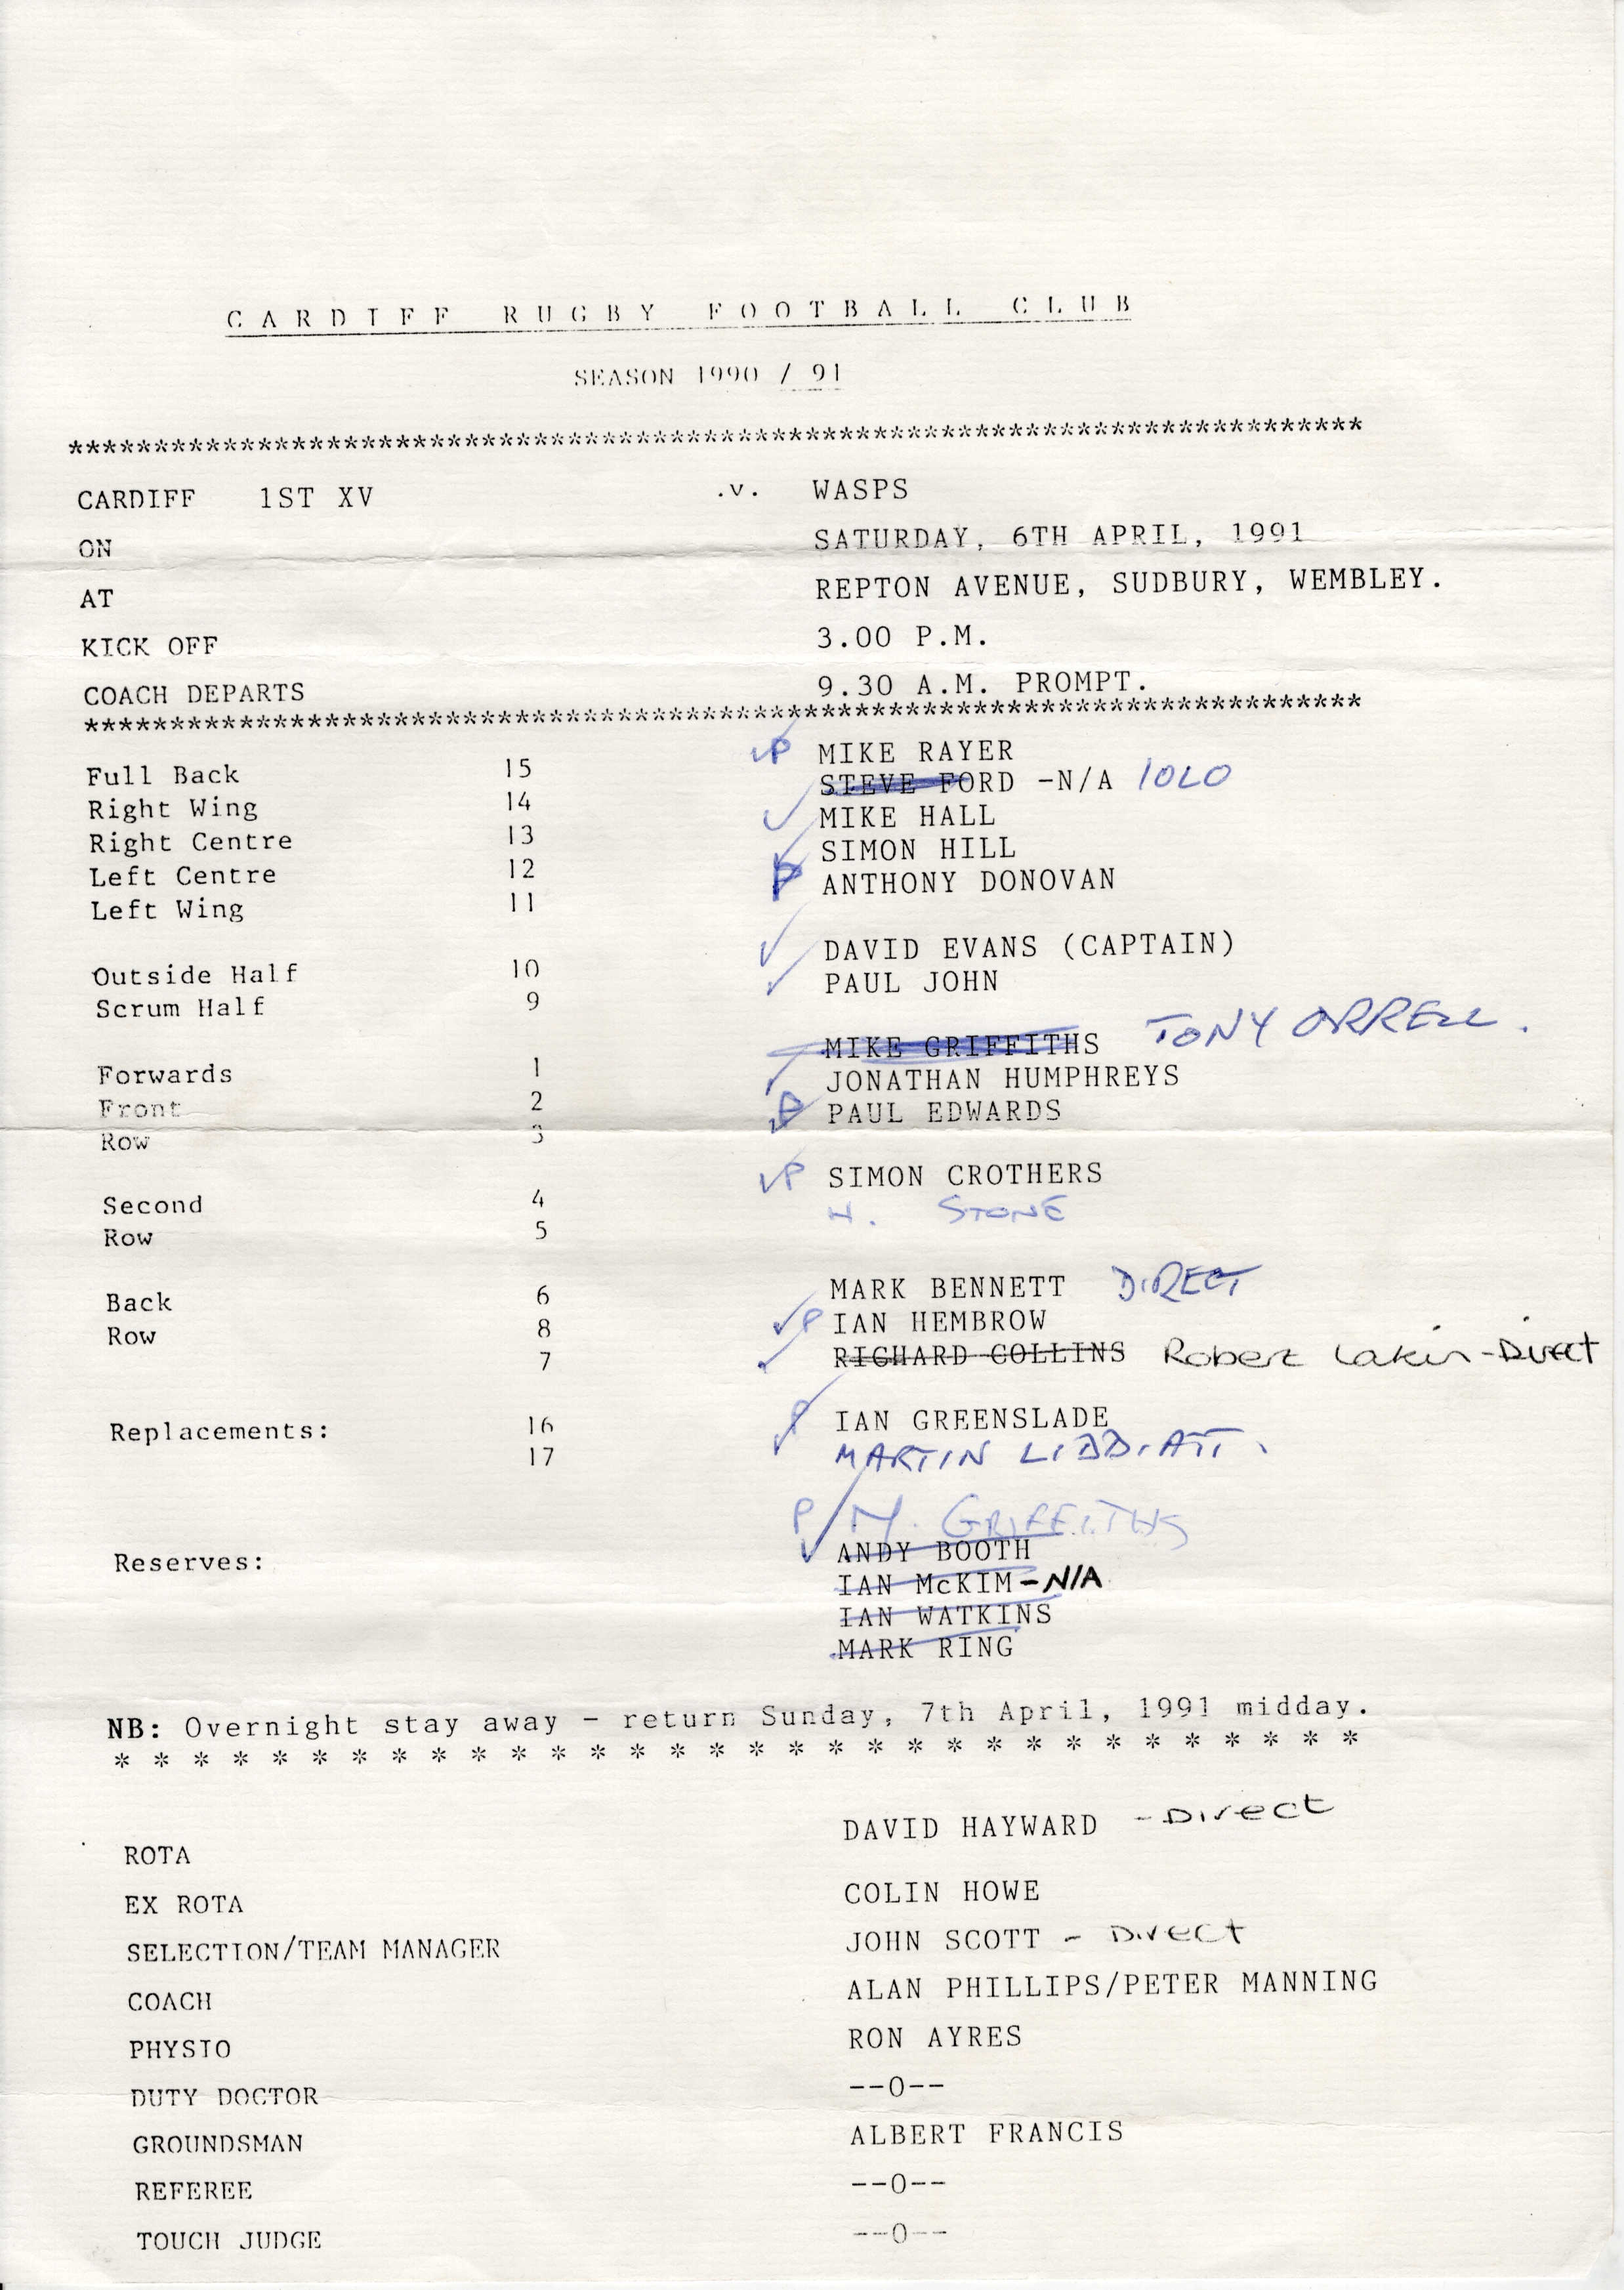 CARDIFF RUGBY FOOTBALL CLUB
SEASON 1990 / 91
******************************************************************************
CARDIFF 1ST XV .v. WASPS
ON SATURDAY, 6TH APRIL, 1991
AT REPTON AVENUE, SUDBURY, WEMBLEY.
KICK OFF 3.00 P.M.
COACH DEPARTS 9.30 A.M. PROMPT.
******************************************************************************
Full Back 15 ✓P MIKE RAYER
Right Wing 14 STEVE FORD -N/A IOLO
Right Centre 13 ✓ MIKE HALL
Left Centre 12 ✓ SIMON HILL
Left Wing 11 P ANTHONY DONOVAN
Outside Half 10 ✓ DAVID EVANS (CAPTAIN)
Scrum Half 9 ✓ PAUL JOHN
Forwards 1 MIKE GRIFFITHS TONY ORRELL.
Front 2 ✓ JONATHAN HUMPHREYS
Row 3 ✓P PAUL EDWARDS
Second 4 ✓P SIMON CROTHERS
Row 5 H. STONE
Back 6 MARK BENNETT DIRECT
Row 8 ✓P IAN HEMBROW
7 ✓ RICHARD COLLINS Robert Lakin - Direct
Replacements: 16 ✓P IAN GREENSLADE
17 ✓ MARTIN LIDDIATT.
P/ M. GRIFFITHS
Reserves: ✓ ANDY BOOTH
IAN McKIM - N/A
IAN WATKINS
MARK RING
NB: Overnight stay away - return Sunday, 7th April, 1991 midday.
* * * * * * * * * * * * * * * * * * * * * * * * * * * * * * * *
ROTA DAVID HAYWARD - Direct
EX ROTA COLIN HOWE
SELECTION/TEAM MANAGER JOHN SCOTT - Direct
COACH ALAN PHILLIPS/PETER MANNING
PHYSIO RON AYRES
DUTY DOCTOR --0--
GROUNDSMAN ALBERT FRANCIS
REFEREE --0--
TOUCH JUDGE --0--